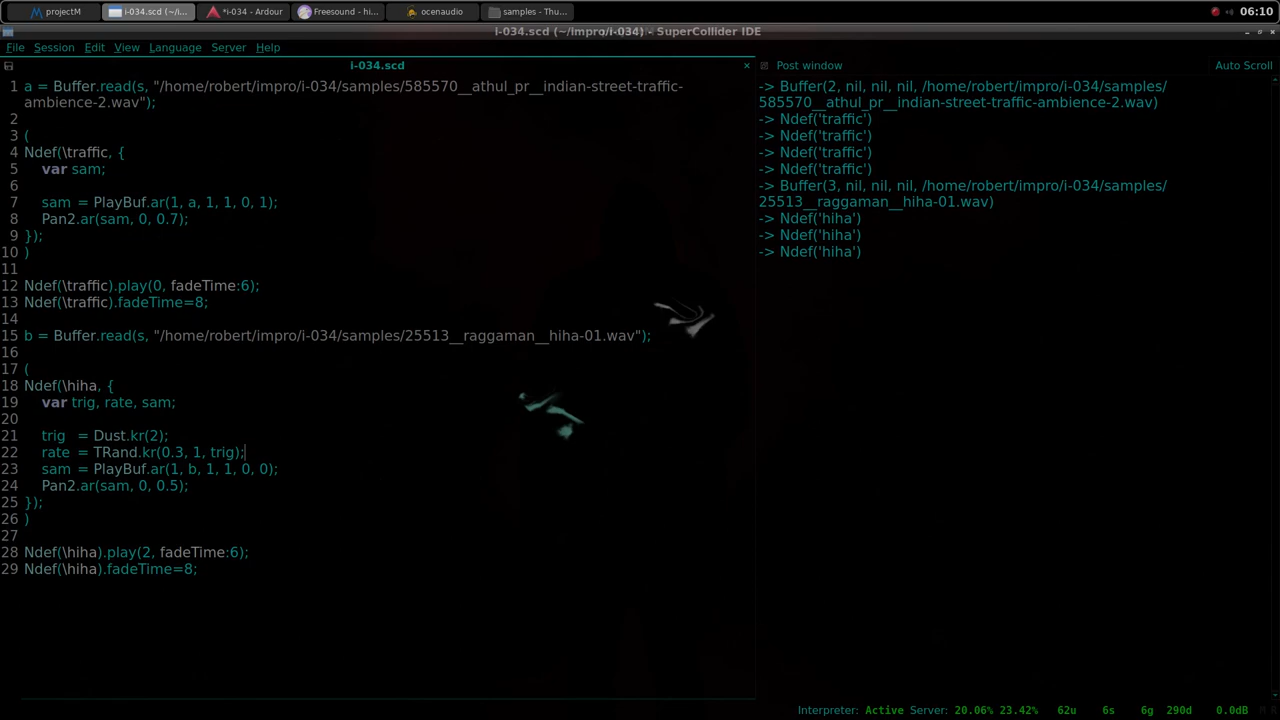 projectM
i-034.scd (~/i...
*i-034 - Ardour
Freesound - hi...
ocenaudio
samples - Thu...
06:10
i-034.scd (~/impro/i-034) - SuperCollider IDE
File Session Edit View Language Server Help
i-034.scd
Post window
Auto Scroll
1 a = Buffer.read(s, "/home/robert/impro/i-034/samples/585570__athul_pr__indian-street-traffic-
ambience-2.wav");
2
3 (
4 Ndef(\traffic, {
5 var sam;
6
7 sam = PlayBuf.ar(1, a, 1, 1, 0, 1);
8 Pan2.ar(sam, 0, 0.7);
9 });
10 )
11
12 Ndef(\traffic).play(0, fadeTime:6);
13 Ndef(\traffic).fadeTime=8;
14
15 b = Buffer.read(s, "/home/robert/impro/i-034/samples/25513__raggaman__hiha-01.wav");
16
17 (
18 Ndef(\hiha, {
19 var trig, rate, sam;
20
21 trig = Dust.kr(2);
22 rate = TRand.kr(0.3, 1, trig);
23 sam = PlayBuf.ar(1, b, 1, 1, 0, 0);
24 Pan2.ar(sam, 0, 0.5);
25 });
26 )
27
28 Ndef(\hiha).play(2, fadeTime:6);
29 Ndef(\hiha).fadeTime=8;
-> Buffer(2, nil, nil, nil, /home/robert/impro/i-034/samples/
585570__athul_pr__indian-street-traffic-ambience-2.wav)
-> Ndef('traffic')
-> Ndef('traffic')
-> Ndef('traffic')
-> Ndef('traffic')
-> Buffer(3, nil, nil, nil, /home/robert/impro/i-034/samples/
25513__raggaman__hiha-01.wav)
-> Ndef('hiha')
-> Ndef('hiha')
-> Ndef('hiha')
Interpreter: Active Server: 20.06% 23.42% 62u 6s 6g 290d 0.0dB